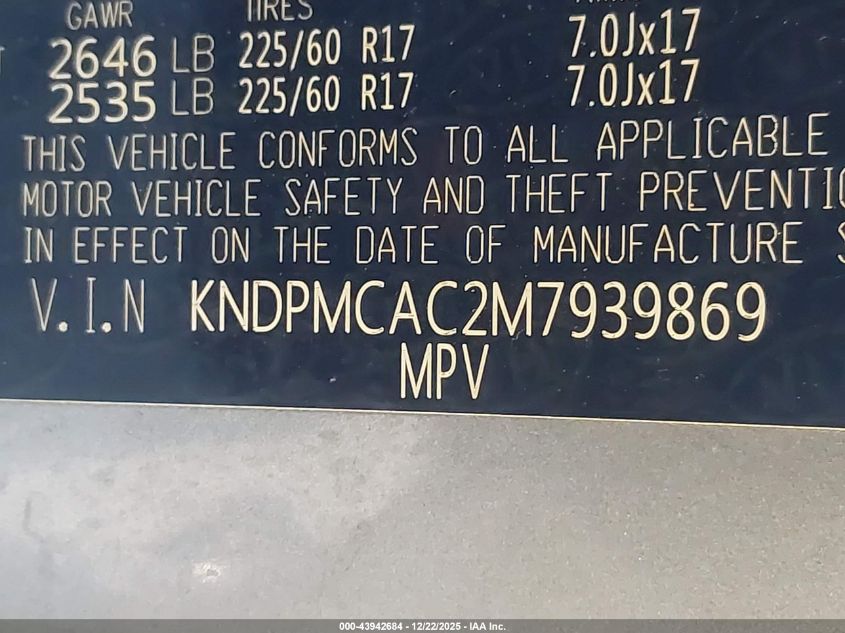 GAWR TIRES
2646 LB 225/60 R17 7.0Jx17
2535 LB 225/60 R17 7.0Jx17
THIS VEHICLE CONFORMS TO ALL APPLICABLE
MOTOR VEHICLE SAFETY AND THEFT
IN EFFECT ON THE DATE OF MANUFACTURE
V.I.N KNDPMCAC2M7939869
MPV
000-43942684 - 12/22/2025 - IAA Inc.